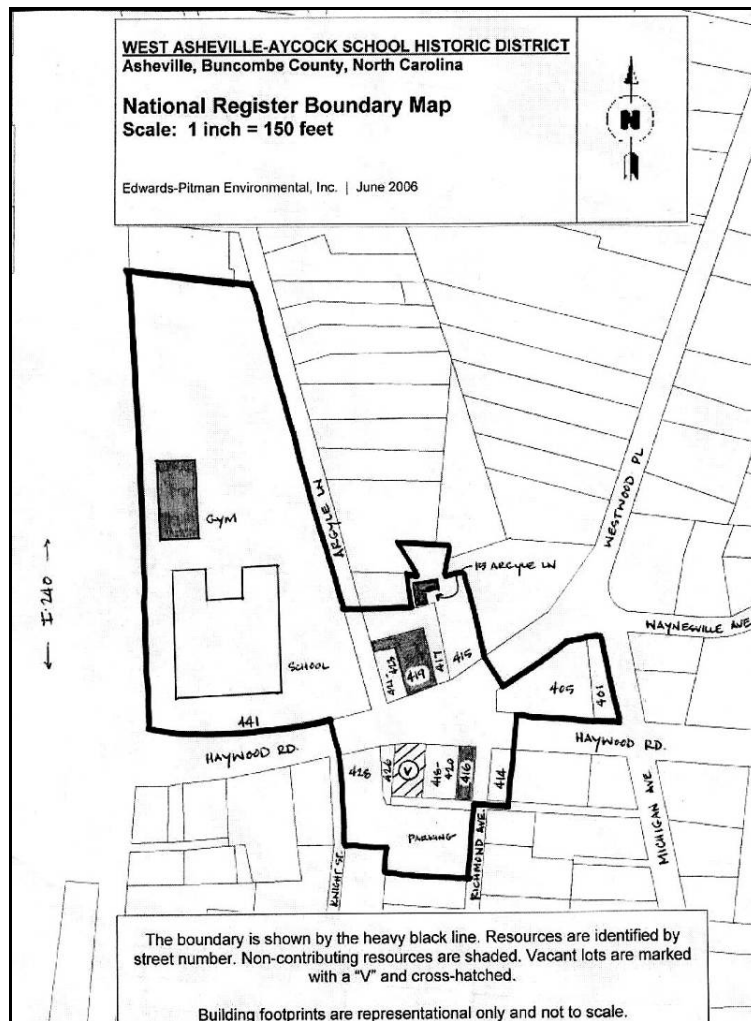 WEST ASHEVILLE-AYCOCK SCHOOL HISTORIC DISTRICT
Asheville, Buncombe County, North Carolina
National Register Boundary Map
Scale: 1 inch = 150 feet
Edwards-Pitman Environmental, Inc. | June 2006
N
WESTWOOD PL
ARGYLE LN
GYM
← I-240 →
103 ARGYLE LN
WAYNESVILLE AVE
SCHOOL
417
415
419
405
401
441
HAYWOOD RD.
HAYWOOD RD.
428
426
V
418-
420
416
414
PARKING
KNIGHT ST.
RICHMOND AVE.
MICHIGAN AVE.
The boundary is shown by the heavy black line. Resources are identified by
street number. Non-contributing resources are shaded. Vacant lots are marked
with a "V" and cross-hatched.
Building footprints are representational only and not to scale.